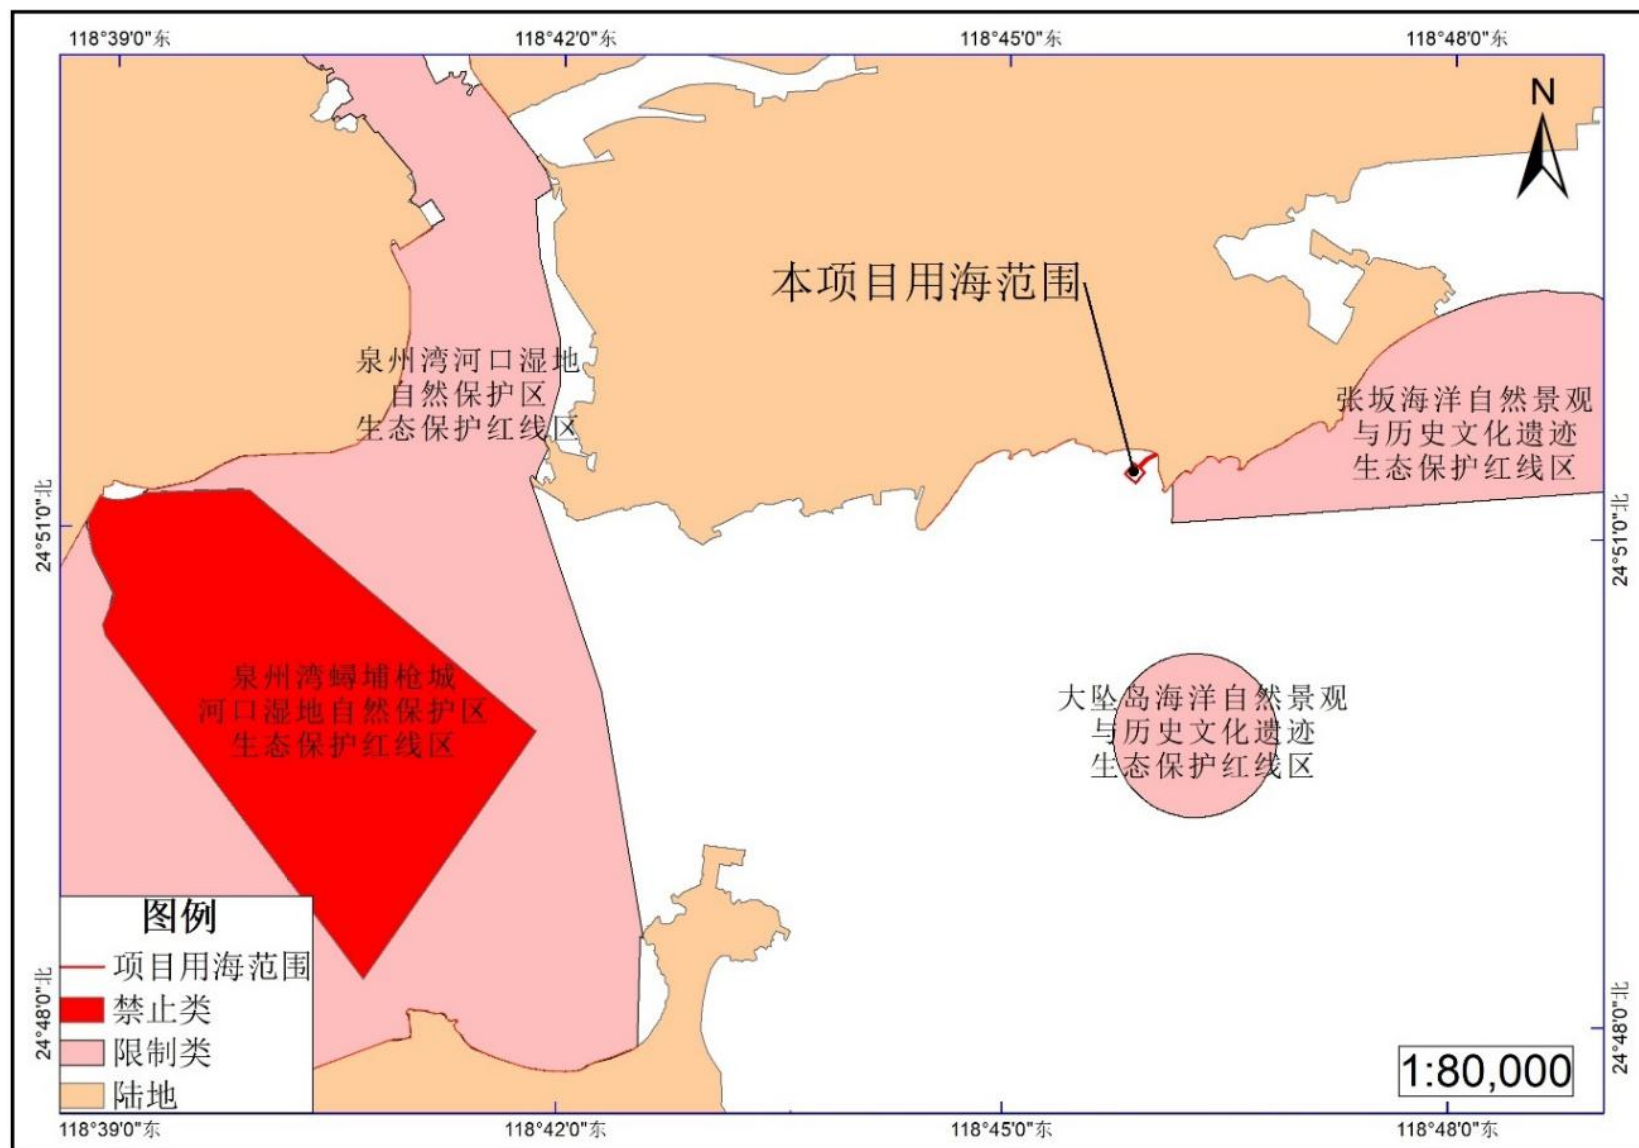 118°39'0"东
118°42'0"东
118°45'0"东
118°48'0"东
N
本项目用海范围
泉州湾河口湿地
自然保护区
生态保护红线区
张坂海洋自然景观
与历史文化遗迹
生态保护红线区
24°51'0"北
24°51'0"北
泉州湾蟳埔枪城
河口湿地自然保护区
生态保护红线区
大坠岛海洋自然景观
与历史文化遗迹
生态保护红线区
图例
项目用海范围
禁止类
限制类
陆地
24°48'0"北
24°48'0"北
1:80,000
118°39'0"东
118°42'0"东
118°45'0"东
118°48'0"东